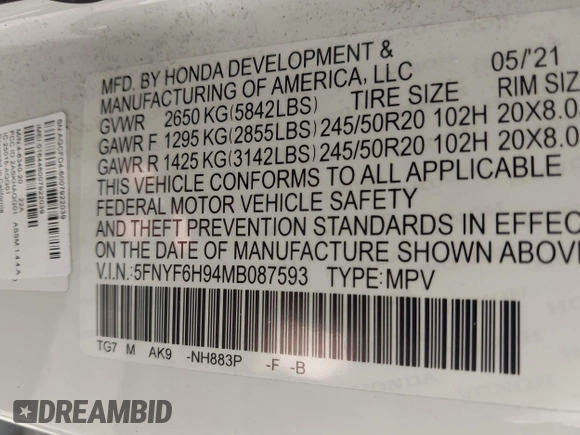 MFD. BY HONDA DEVELOPMENT &
MANUFACTURING OF AMERICA, LLC 05/'21
GVWR 2650 KG(5842LBS) TIRE SIZE RIM SIZ
GAWR F 1295 KG(2855LBS) 245/50R20 102H 20X8.0
GAWR R 1425 KG(3142LBS) 245/50R20 102H 20X8.0
THIS VEHICLE CONFORMS TO ALL APPLICABLE
FEDERAL MOTOR VEHICLE SAFETY
AND THEFT PREVENTION STANDARDS IN EFFEC
ON THE DATE OF MANUFACTURE SHOWN ABOVE
V.I.N.:5FNYF6H94MB087593 TYPE:MPV
TG7 M AK9 -NH883P -F -B
DREAMBID